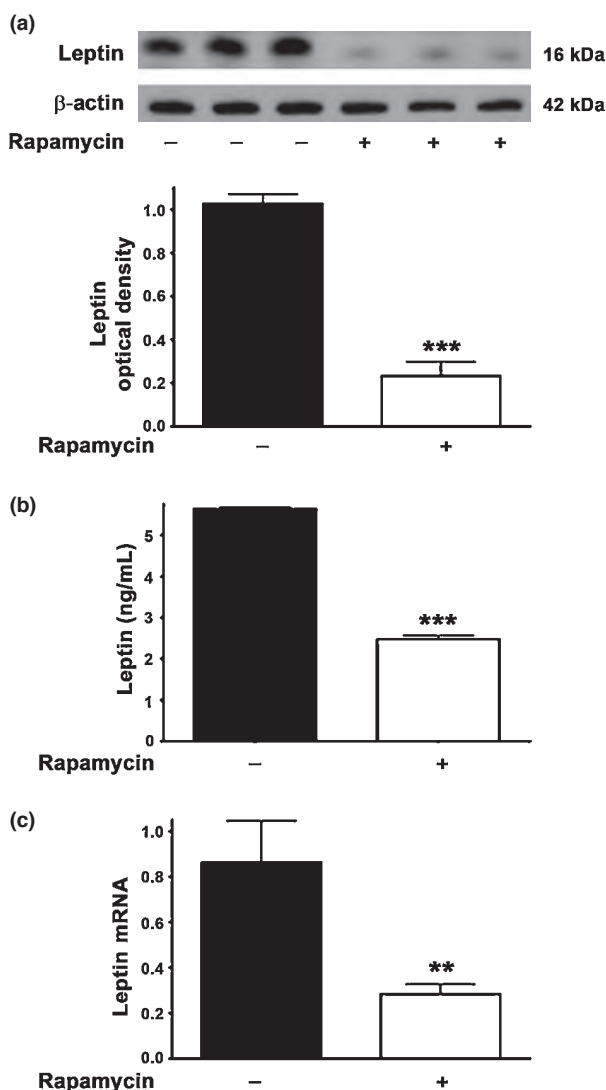 (a)
Leptin 16 kDa
β-actin 42 kDa
Rapamycin – – – + + +
Leptin optical density
1.0
0.8
0.6
0.4
0.2
0.0
***
Rapamycin – +
(b)
Leptin (ng/mL)
5
4
3
2
1
0
***
Rapamycin – +
(c)
Leptin mRNA
1.0
0.8
0.6
0.4
0.2
0.0
**
Rapamycin – +